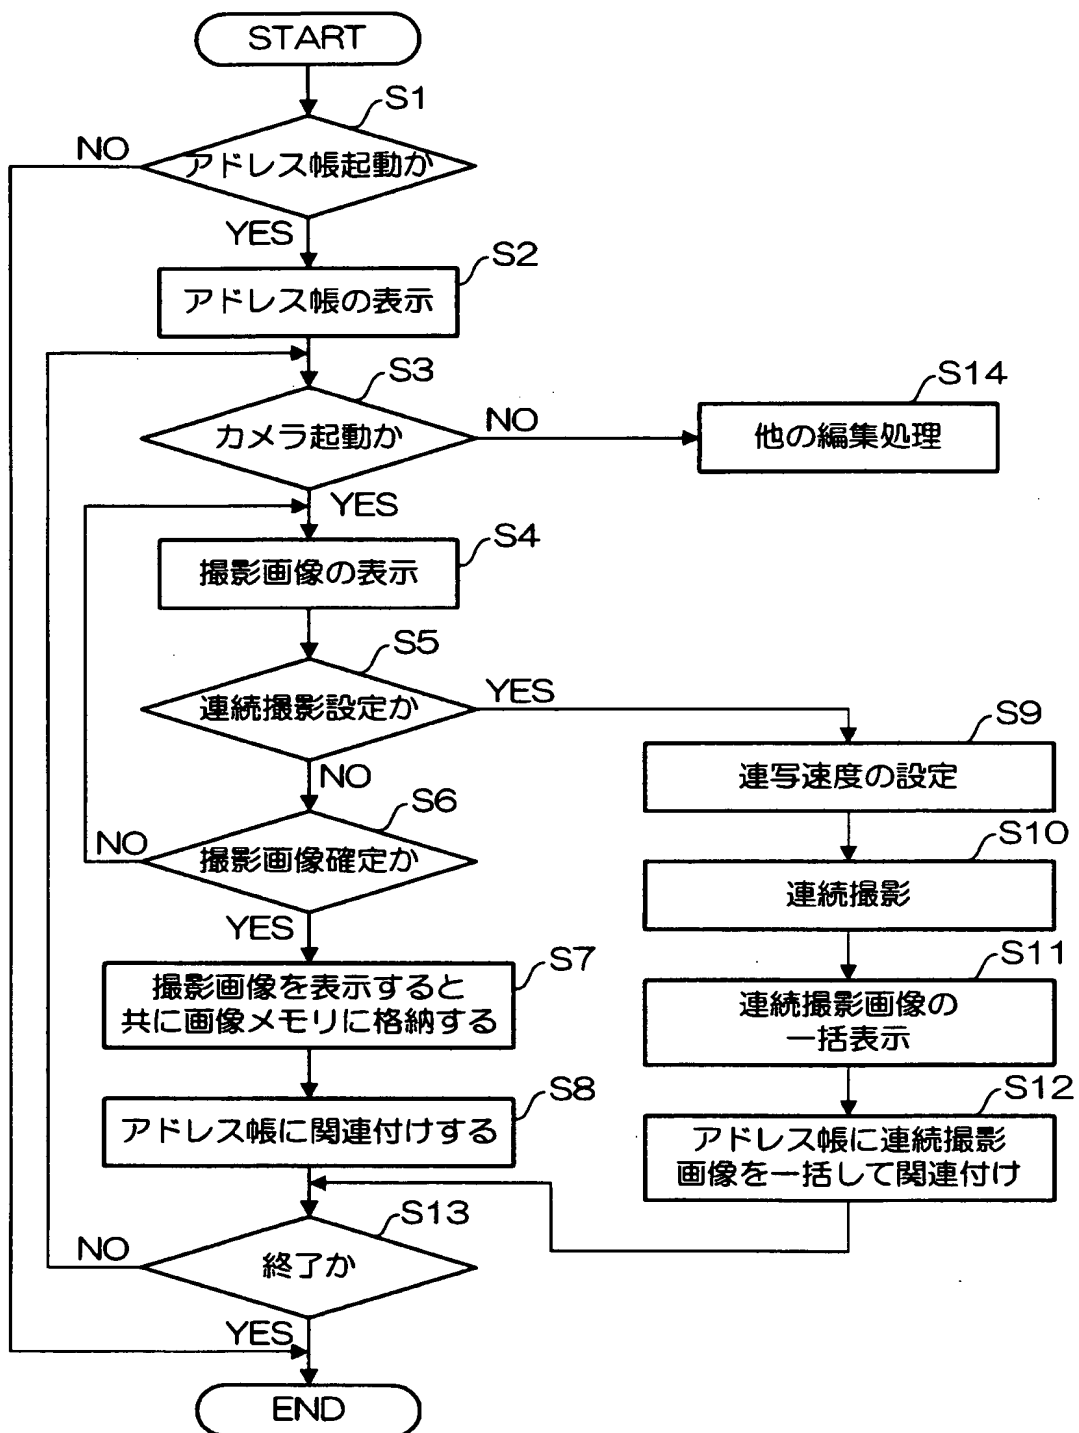 START
S1
NO
アドレス帳起動か
YES
S2
アドレス帳の表示
S3
カメラ起動か
NO
S14
他の編集処理
YES
S4
撮影画像の表示
S5
連続撮影設定か
YES
NO
S6
NO
撮影画像確定か
YES
S7
撮影画像を表示すると
共に画像メモリに格納する
S8
アドレス帳に関連付けする
S9
連写速度の設定
S10
連続撮影
S11
連続撮影画像の
一括表示
S12
アドレス帳に連続撮影
画像を一括して関連付け
S13
NO
終了か
YES
END